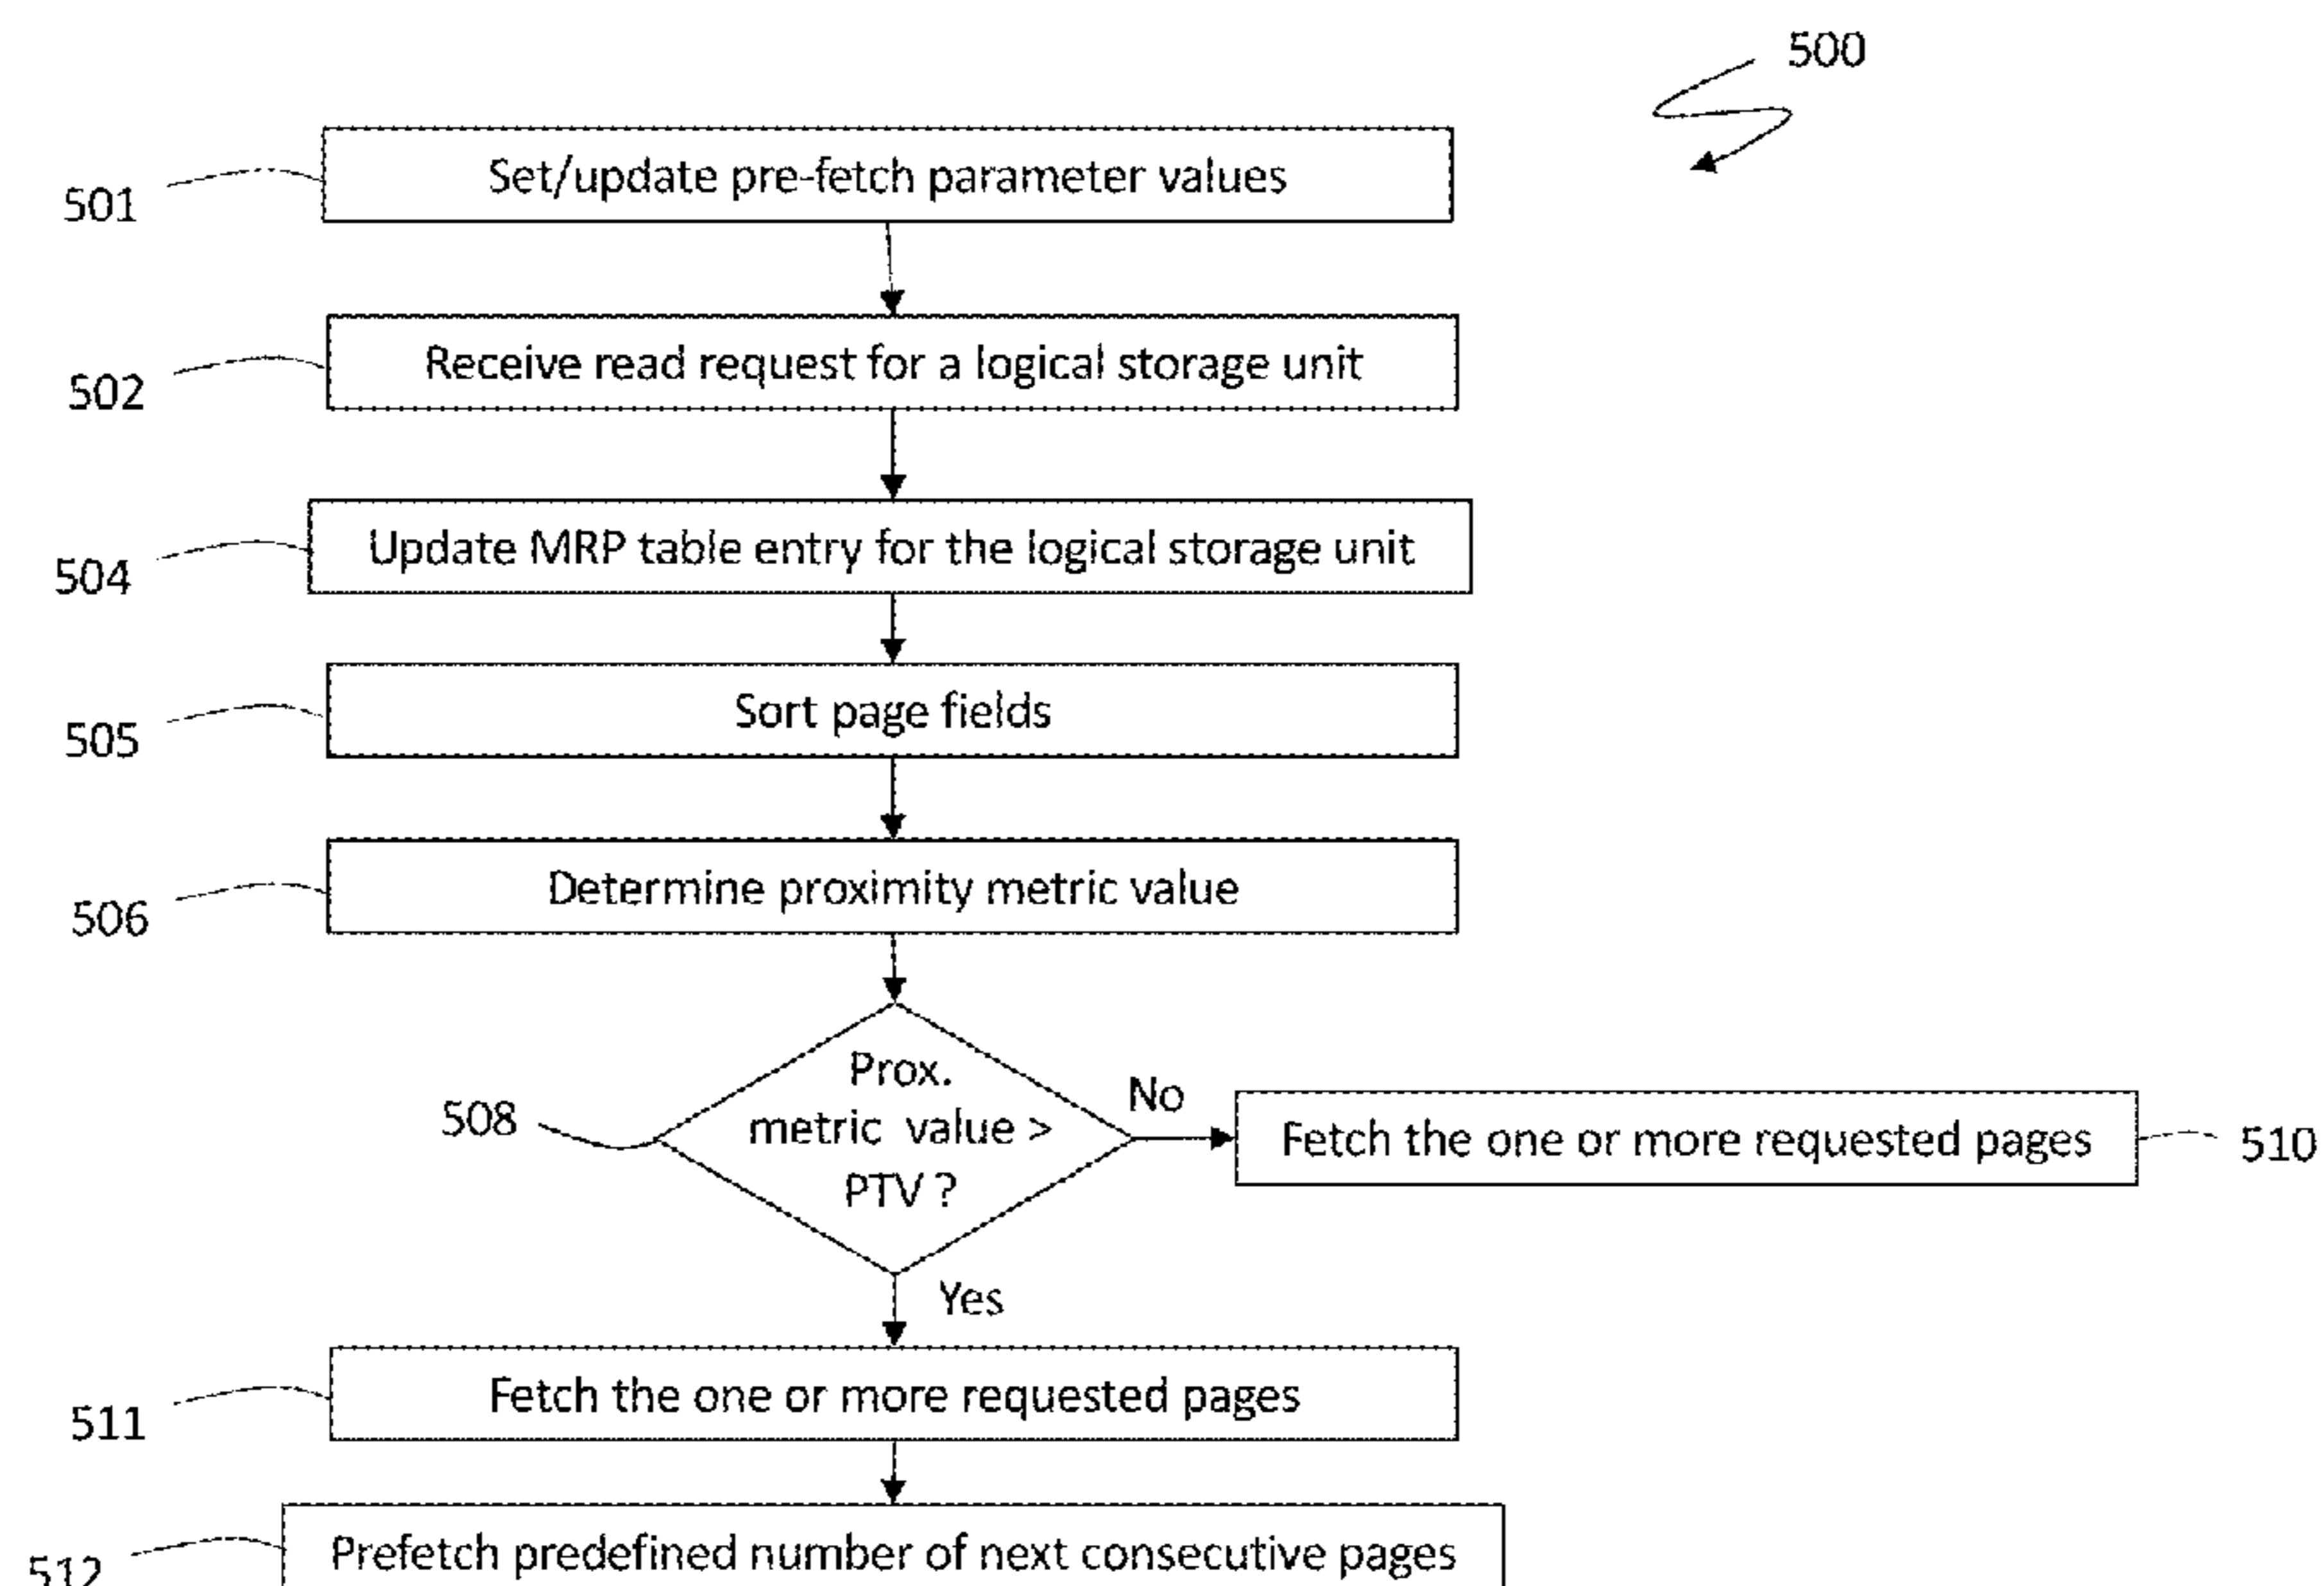 500
Set/update pre-fetch parameter values
501
Receive read request for a logical storage unit
502
Update MRP table entry for the logical storage unit
504
Sort page fields
505
Determine proximity metric value
506
Prox.
metric value >
PTV ?
508
No
Fetch the one or more requested pages
510
Yes
Fetch the one or more requested pages
511
Prefetch predefined number of next consecutive pages
512